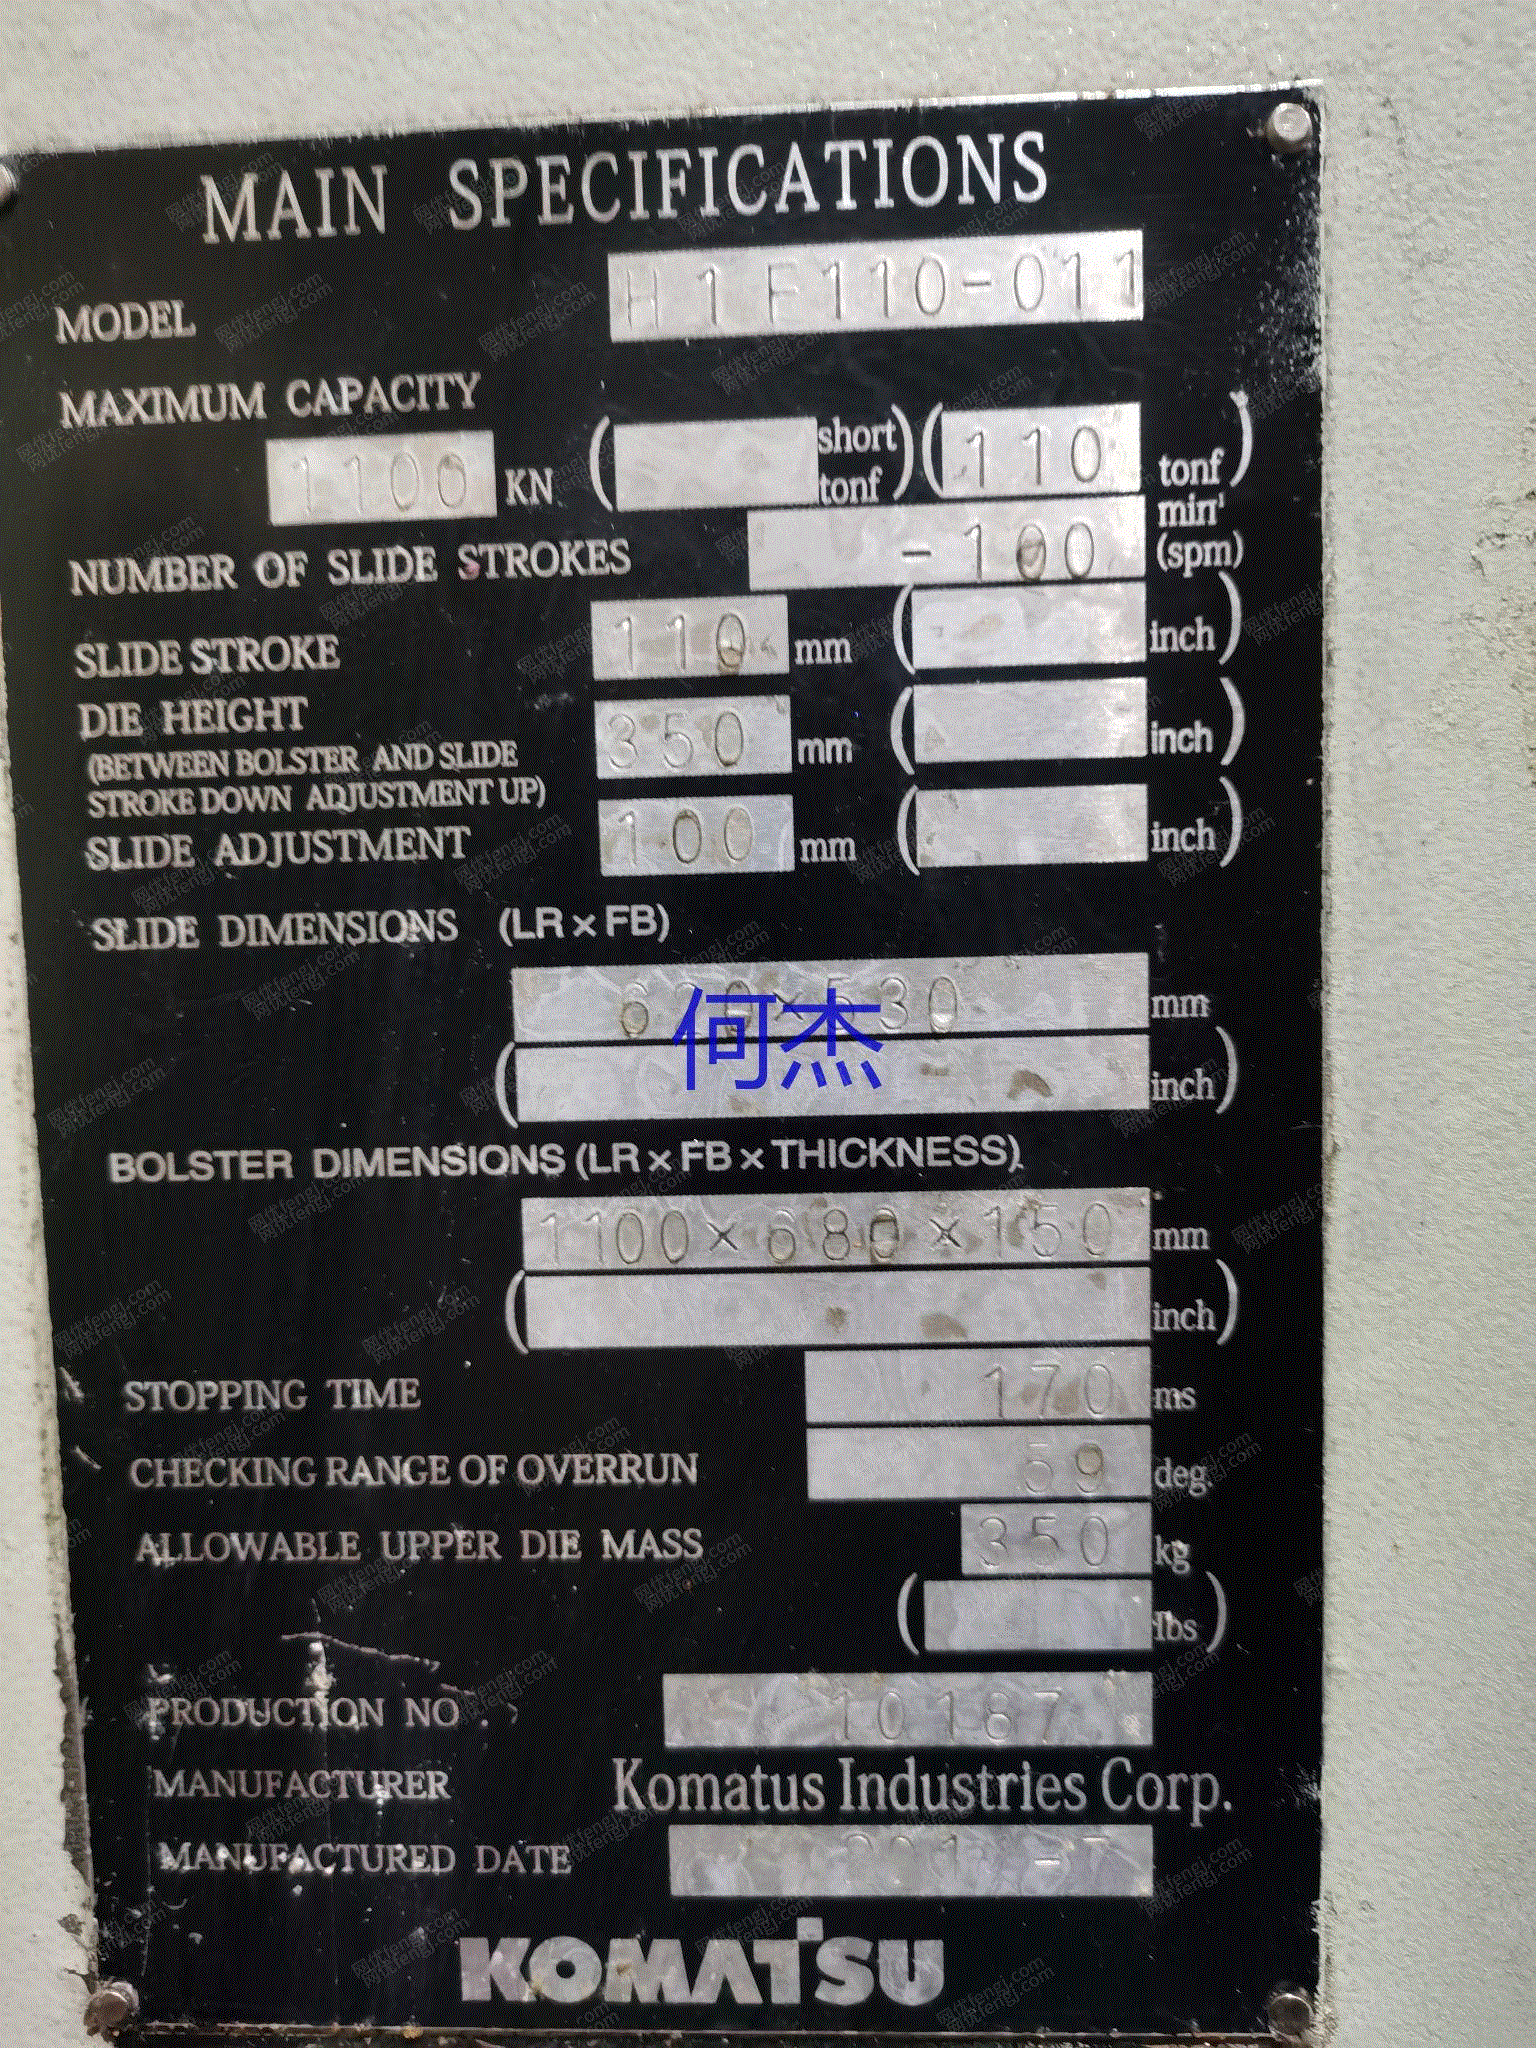 MAIN SPECIFICATIONS
MODEL H1F110-011
MAXIMUM CAPACITY
1100 KN ( short tonf ) ( 110 tonf )
NUMBER OF SLIDE STROKES -100 min⁻¹ (spm)
SLIDE STROKE 110 mm ( inch )
DIE HEIGHT 350 mm ( inch )
(BETWEEN BOLSTER AND SLIDE
STROKE DOWN ADJUSTMENT UP)
SLIDE ADJUSTMENT 100 mm ( inch )
SLIDE DIMENSIONS (LR×FB)
mm
何杰
( inch )
BOLSTER DIMENSIONS (LR×FB×THICKNESS)
1100×680×150 mm
( inch )
STOPPING TIME 170 ms
CHECKING RANGE OF OVERRUN 59 deg.
ALLOWABLE UPPER DIE MASS 350 kg
( lbs )
PRODUCTION NO. 10187
MANUFACTURER Komatus Industries Corp.
MANUFACTURED DATE
KOMATSU